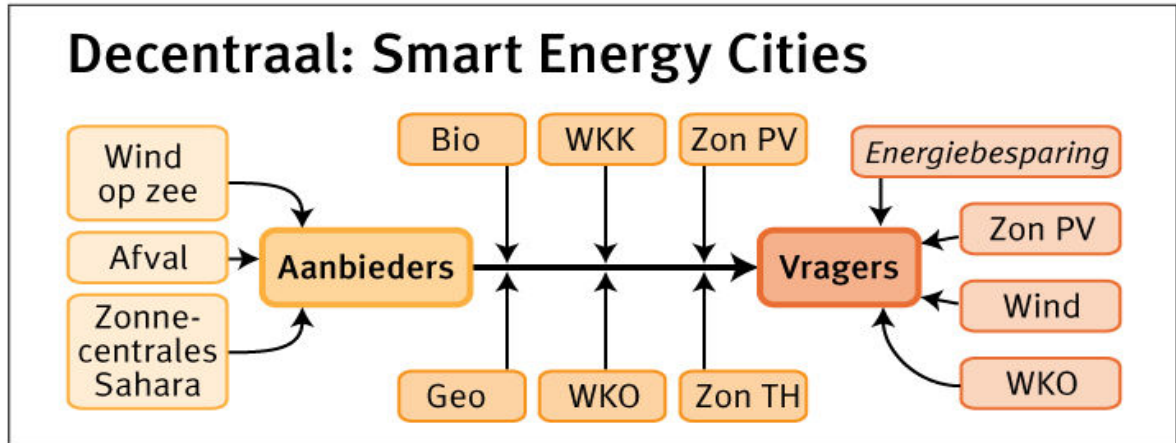 Decentraal: Smart Energy Cities
Wind
op zee
Afval
Zonne-
centrales
Sahara
Aanbieders
Bio
WKK
Zon PV
Geo
WKO
Zon TH
Vragers
Energiebesparing
Zon PV
Wind
WKO